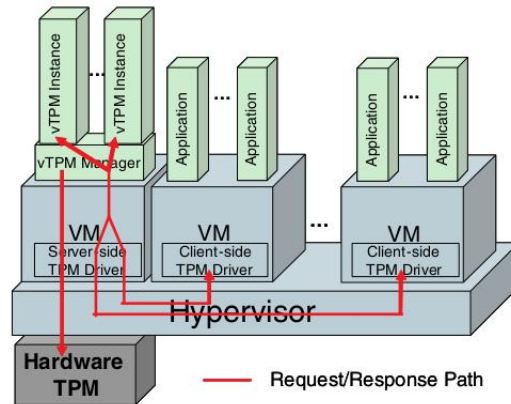 vTPM Instance
...
vTPM Instance
vTPM Manager
Application
...
Application
Application
...
Application
VM
Server-side
TPM Driver
VM
Client-side
TPM Driver
...
VM
Client-side
TPM Driver
Hypervisor
Hardware
TPM
Request/Response Path